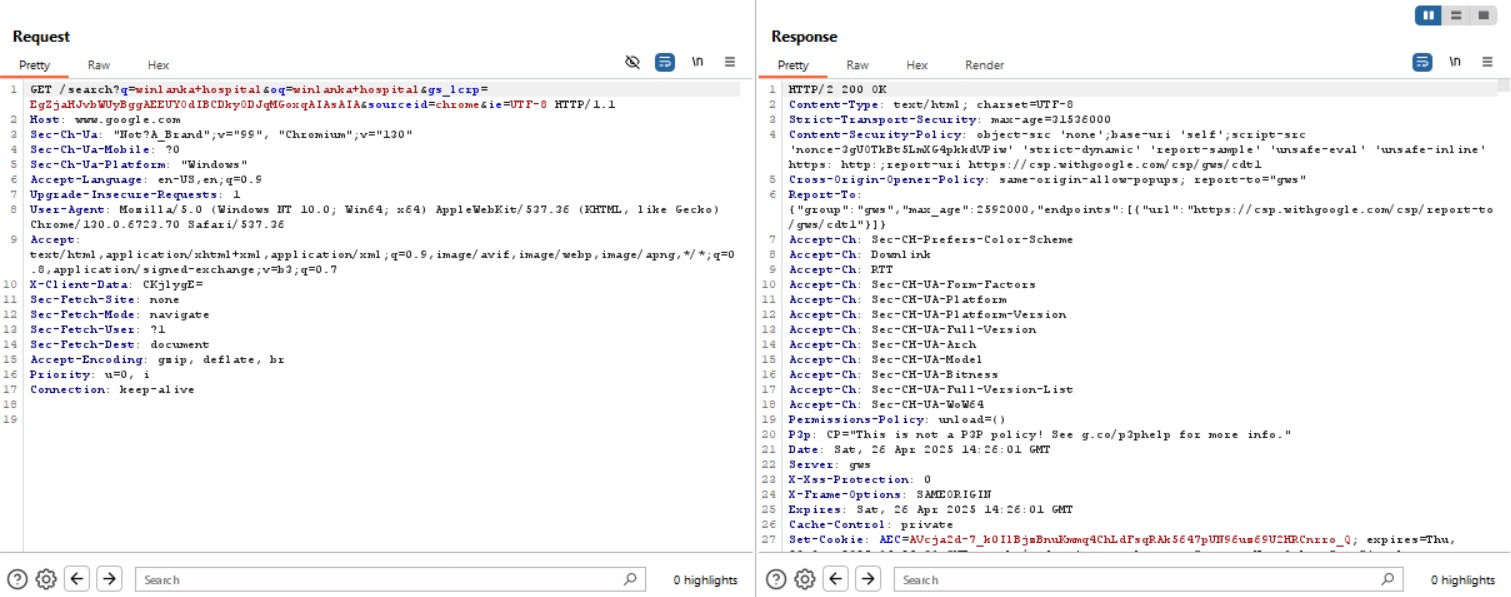 Request
Pretty Raw Hex \n
1 GET /search?q=winlanka+hospital&oq=winlanka+hospital&gs_lcrp=
EgZjaHJvbWUyBggAEEUYOdIBCDky0DJqMGoxqAIAsAIA&sourceid=chrome&ie=UTF-8 HTTP/1.1
2 Host: www.google.com
3 Sec-Ch-Ua: "Not?A_Brand";v="99", "Chromium";v="130"
4 Sec-Ch-Ua-Mobile: ?0
5 Sec-Ch-Ua-Platform: "Windows"
6 Accept-Language: en-US,en;q=0.9
7 Upgrade-Insecure-Requests: 1
8 User-Agent: Mozilla/5.0 (Windows NT 10.0; Win64; x64) AppleWebKit/537.36 (KHTML, like Gecko)
Chrome/130.0.6723.70 Safari/537.36
9 Accept:
text/html,application/xhtml+xml,application/xml;q=0.9,image/avif,image/webp,image/apng,*/*;q=0
.8,application/signed-exchange;v=b3;q=0.7
10 X-Client-Data: CKjlygE=
11 Sec-Fetch-Site: none
12 Sec-Fetch-Mode: navigate
13 Sec-Fetch-User: ?1
14 Sec-Fetch-Dest: document
15 Accept-Encoding: gzip, deflate, br
16 Priority: u=0, i
17 Connection: keep-alive
18
19
Search 0 highlights
Response
Pretty Raw Hex Render \n
1 HTTP/2 200 OK
2 Content-Type: text/html; charset=UTF-8
3 Strict-Transport-Security: max-age=31536000
4 Content-Security-Policy: object-src 'none';base-uri 'self';script-src
'nonce-3gU0TkBt5LmXG4pkkdVPiw' 'strict-dynamic' 'report-sample' 'unsafe-eval' 'unsafe-inline'
https: http:;report-uri https://csp.withgoogle.com/csp/gws/cdt1
5 Cross-Origin-Opener-Policy: same-origin-allow-popups; report-to="gws"
6 Report-To:
{"group":"gws","max_age":2592000,"endpoints":[{"url":"https://csp.withgoogle.com/csp/report-to
/gws/cdt1"}]}
7 Accept-Ch: Sec-CH-Prefers-Color-Scheme
8 Accept-Ch: Downlink
9 Accept-Ch: RTT
10 Accept-Ch: Sec-CH-UA-Form-Factors
11 Accept-Ch: Sec-CH-UA-Platform
12 Accept-Ch: Sec-CH-UA-Platform-Version
13 Accept-Ch: Sec-CH-UA-Full-Version
14 Accept-Ch: Sec-CH-UA-Arch
15 Accept-Ch: Sec-CH-UA-Model
16 Accept-Ch: Sec-CH-UA-Bitness
17 Accept-Ch: Sec-CH-UA-Full-Version-List
18 Accept-Ch: Sec-CH-UA-WoW64
19 Permissions-Policy: unload=()
20 P3p: CP="This is not a P3P policy! See g.co/p3phelp for more info."
21 Date: Sat, 26 Apr 2025 14:26:01 GMT
22 Server: gws
23 X-Xss-Protection: 0
24 X-Frame-Options: SAMEORIGIN
25 Expires: Sat, 26 Apr 2025 14:26:01 GMT
26 Cache-Control: private
27 Set-Cookie: AEC=AVcja2d-7_k0I1BjzBnuKwmq4ChLdFsqRAk5647pUN96uz69U2HRCnrro_Q; expires=Thu,
Search 0 highlights